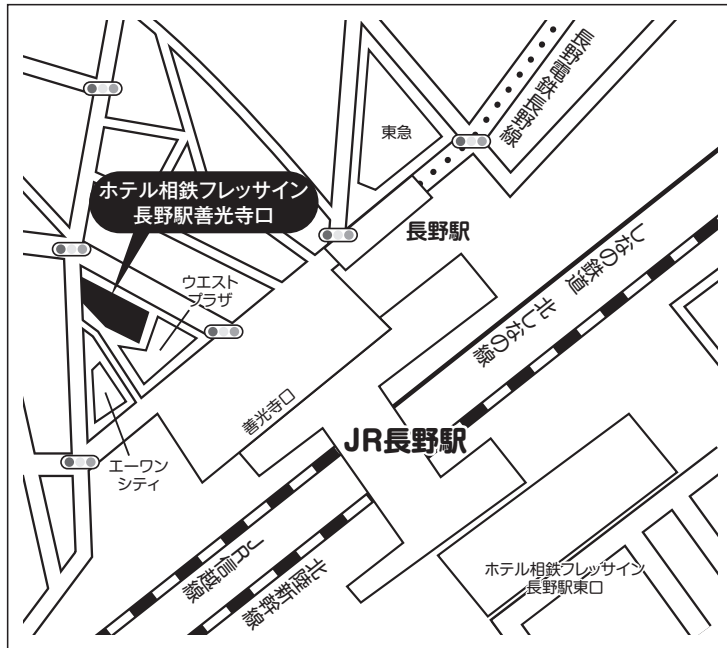 長野電鉄長野線
東急
ホテル相鉄フレッサイン
長野駅善光寺口
長野駅
しなの鉄道
北しなの線
ウエスト
プラザ
善光寺口
JR長野駅
エーワン
シティ
JR信越線
北陸新幹線
ホテル相鉄フレッサイン
長野駅東口